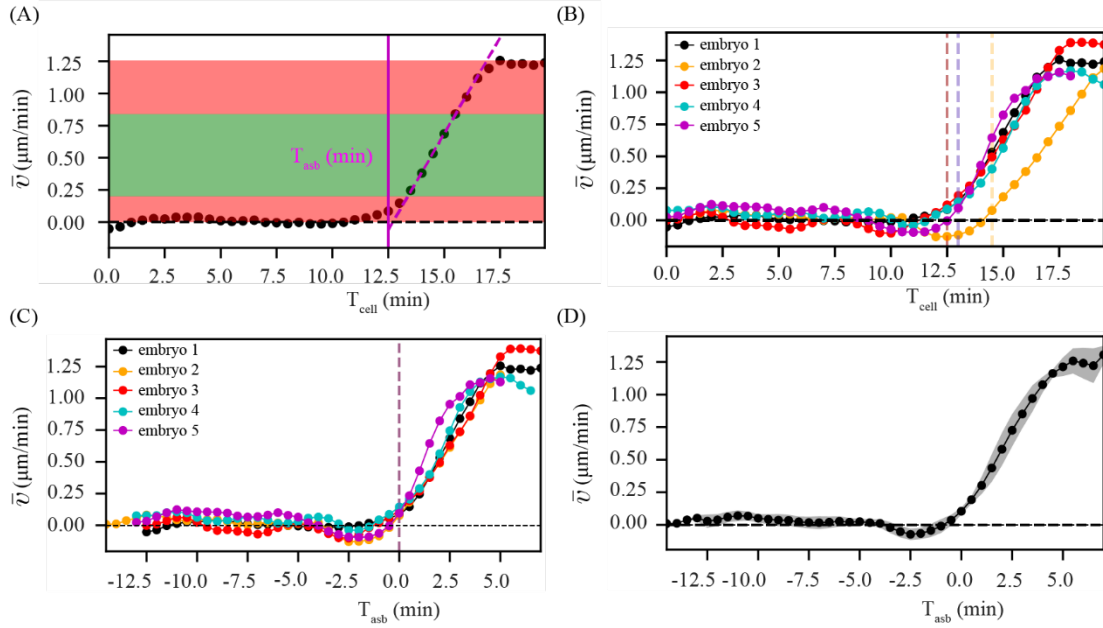 (A)
1.25
1.00
0.75
0.50
0.25
0.00
v̄ (μm/min)
T_asb (min)
0.0 2.5 5.0 7.5 10.0 12.5 15.0 17.5
T_cell (min)
(B)
embryo 1
embryo 2
embryo 3
embryo 4
embryo 5
1.25
1.00
0.75
0.50
0.25
0.00
v̄ (μm/min)
0.0 2.5 5.0 7.5 10.0 12.5 15.0 17.5
T_cell (min)
(C)
embryo 1
embryo 2
embryo 3
embryo 4
embryo 5
1.25
1.00
0.75
0.50
0.25
0.00
v̄ (μm/min)
-12.5 -10.0 -7.5 -5.0 -2.5 0.0 2.5 5.0
T_asb (min)
(D)
1.25
1.00
0.75
0.50
0.25
0.00
v̄ (μm/min)
-12.5 -10.0 -7.5 -5.0 -2.5 0.0 2.5 5.0
T_asb (min)